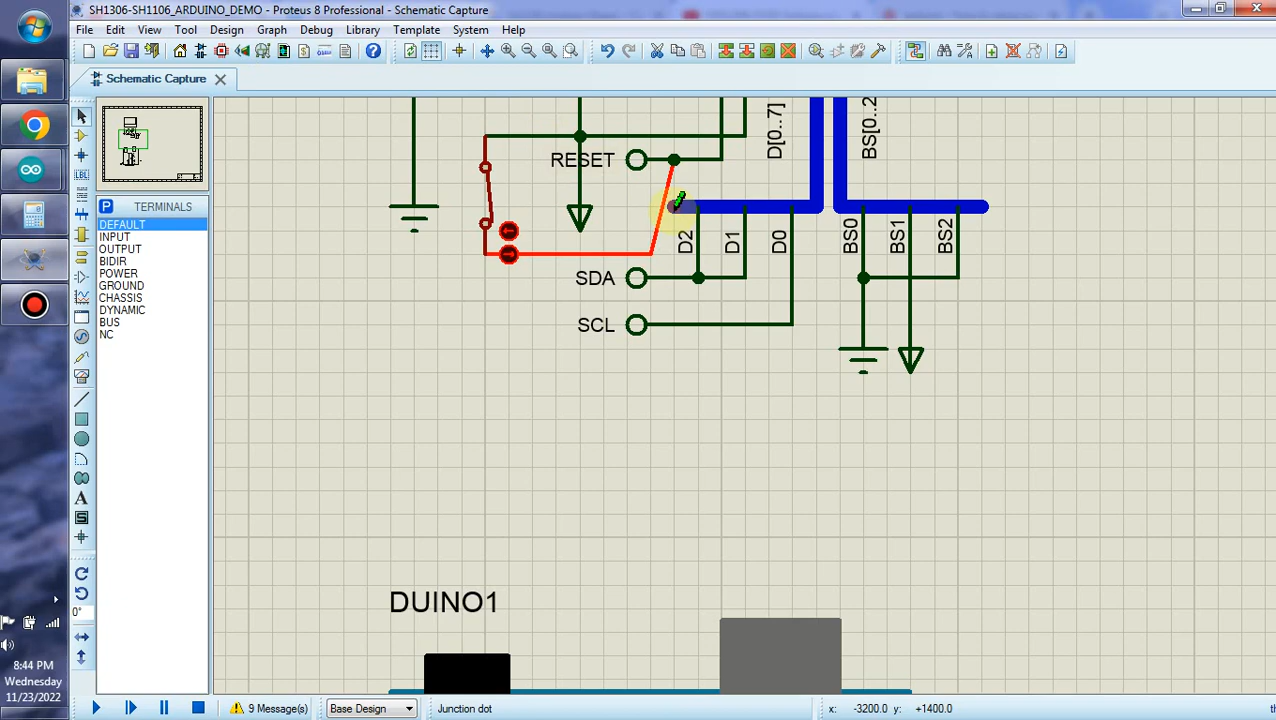 SH1306-SH1106_ARDUINO_DEMO - Proteus 8 Professional - Schematic Capture
File Edit View Tool Design Graph Debug Library Template System Help
Schematic Capture
P TERMINALS
DEFAULT
INPUT
OUTPUT
BIDIR
POWER
GROUND
CHASSIS
DYNAMIC
BUS
NC
LBL
A
S
0°
D[0..7]
BS[0..2
RESET
D2
D1
D0
BS0
BS1
BS2
SDA
SCL
DUINO1
8:44 PM
Wednesday
11/23/2022
9 Message(s)
Base Design
Junction dot
x: -3200.0 y: +1400.0
th